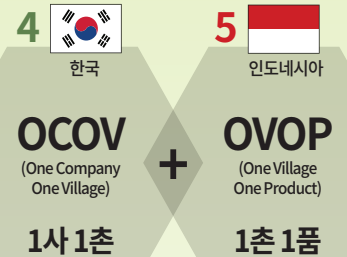 4
한국
OCOV
(One Company
One Village)
1사 1촌
+
5
인도네시아
OVOP
(One Village
One Product)
1촌 1품